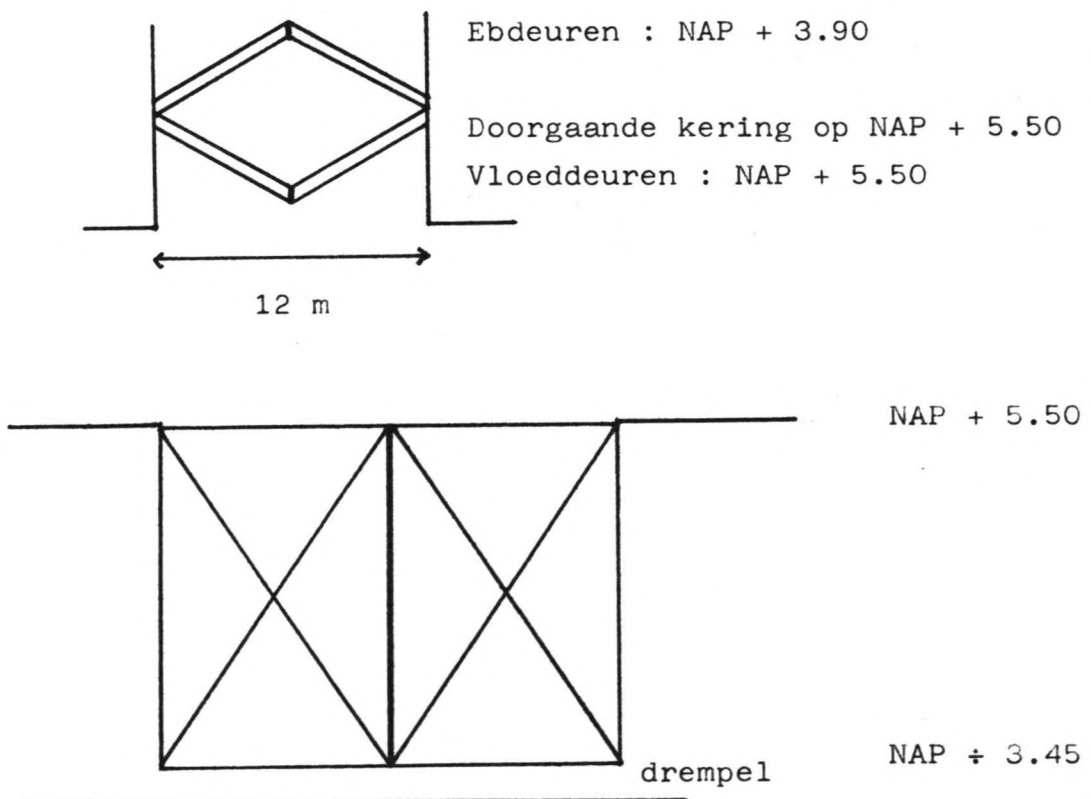 Ebdeuren : NAP + 3.90
Doorgaande kering op NAP + 5.50
Vloeddeuren : NAP + 5.50
12 m
NAP + 5.50
NAP ÷ 3.45
drempel